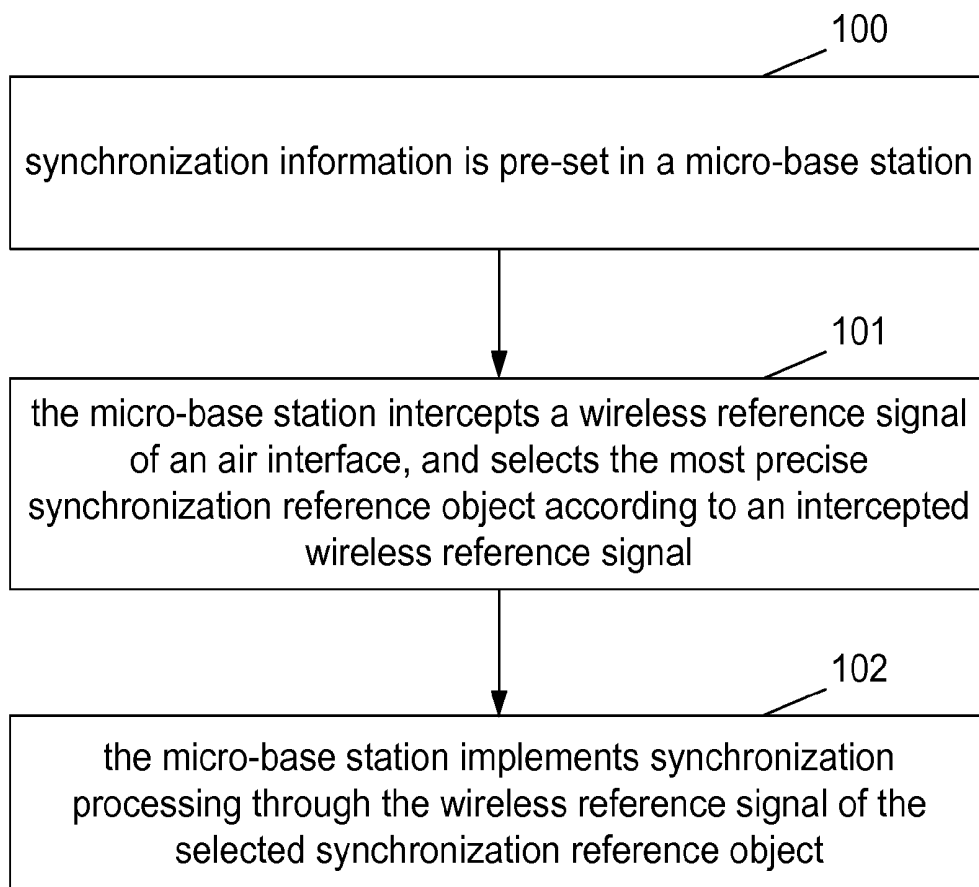 100
synchronization information is pre-set in a micro-base station
101
the micro-base station intercepts a wireless reference signal
of an air interface, and selects the most precise
synchronization reference object according to an intercepted
wireless reference signal
102
the micro-base station implements synchronization
processing through the wireless reference signal of the
selected synchronization reference object